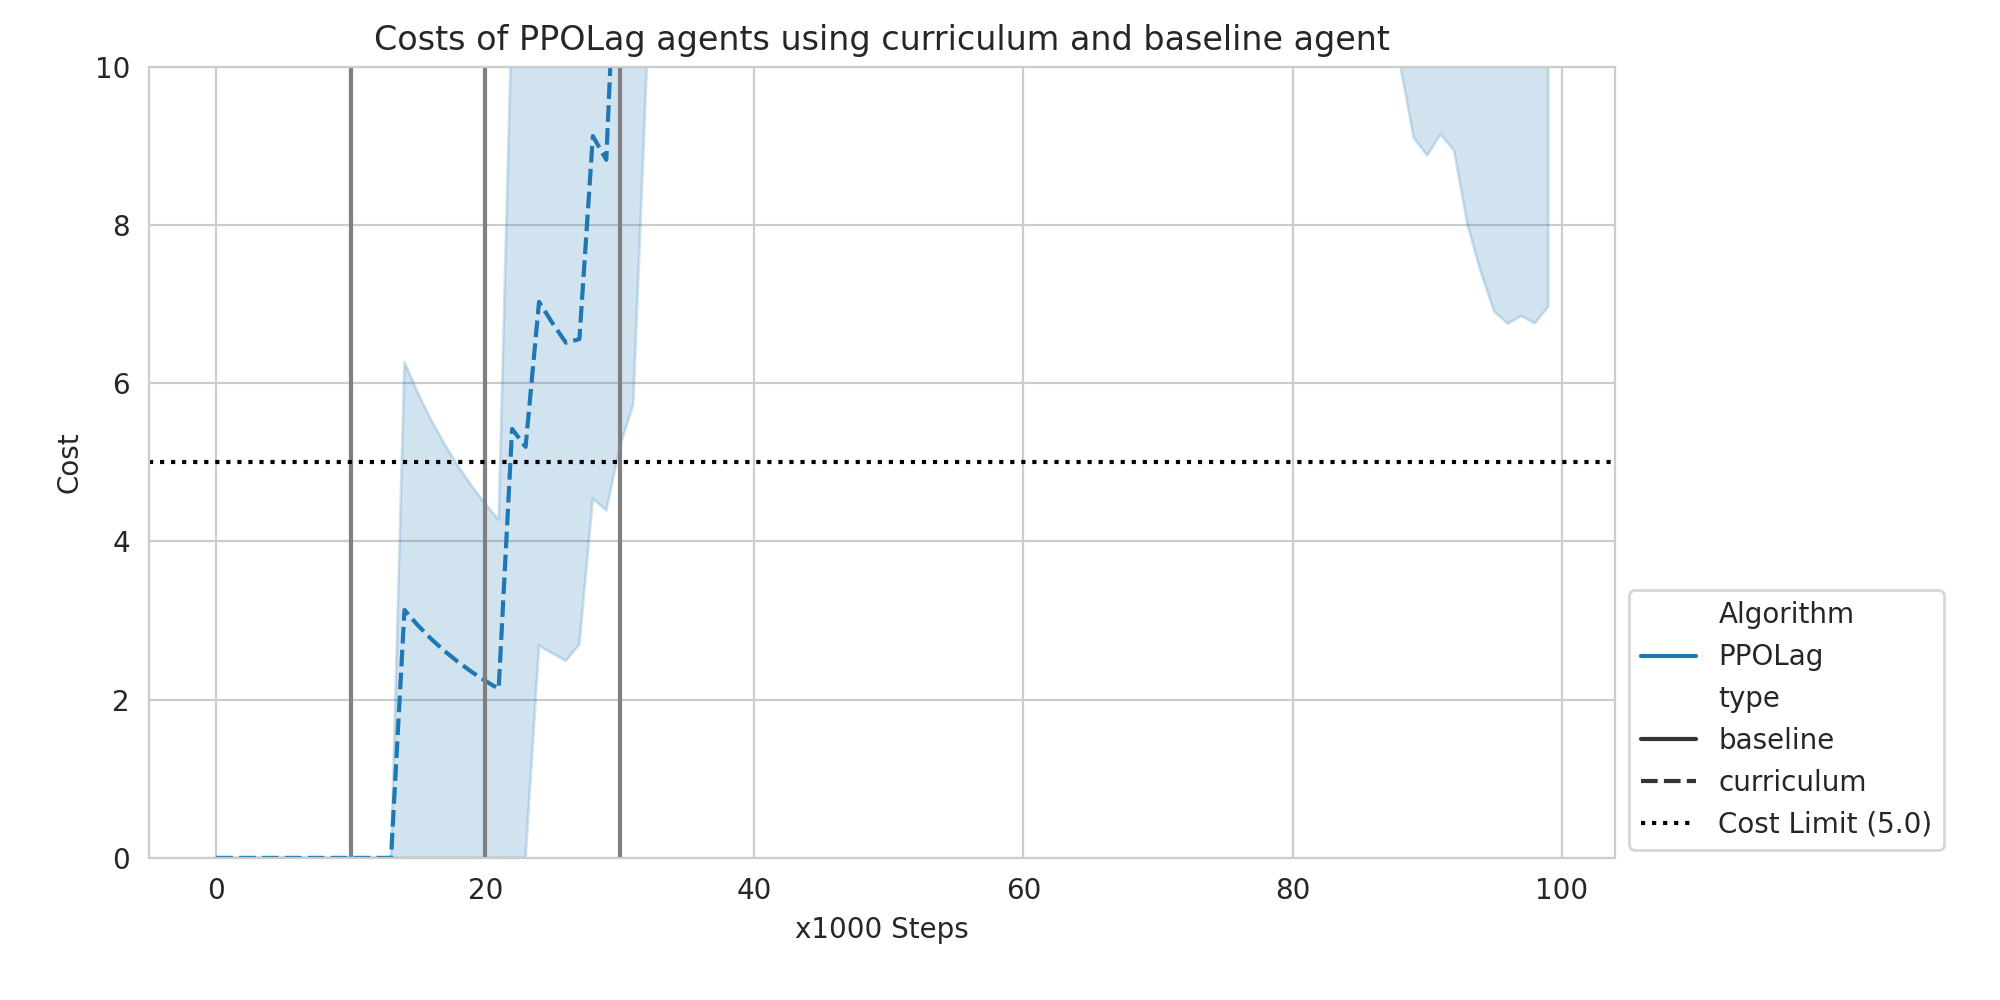 Costs of PPOLag agents using curriculum and baseline agent
10
8
6
4
2
0
Cost
0 20 40 60 80 100
x1000 Steps
Algorithm
PPOLag
type
baseline
curriculum
Cost Limit (5.0)